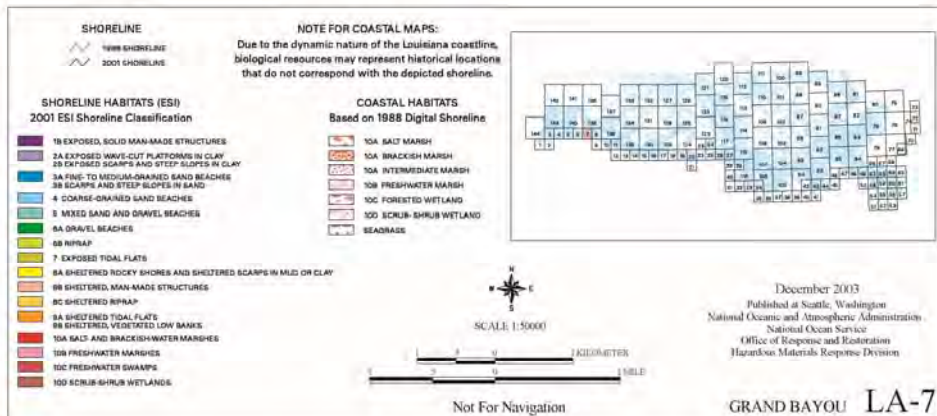 SHORELINE
1988 SHORELINE
2001 SHORELINE
NOTE FOR COASTAL MAPS:
Due to the dynamic nature of the Louisiana coastline,
biological resources may represent historical locations
that do not correspond with the depicted shoreline.
SHORELINE HABITATS (ESI)
2001 ESI Shoreline Classification
1B EXPOSED, SOLID MAN-MADE STRUCTURES
2A EXPOSED WAVE-CUT PLATFORMS IN CLAY
2B EXPOSED SCARPS AND STEEP SLOPES IN CLAY
3A FINE- TO MEDIUM-GRAINED SAND BEACHES
3B SCARPS AND STEEP SLOPES IN SAND
4 COARSE-GRAINED SAND BEACHES
5 MIXED SAND AND GRAVEL BEACHES
6A GRAVEL BEACHES
6B RIPRAP
7 EXPOSED TIDAL FLATS
8A SHELTERED ROCKY SHORES AND SHELTERED SCARPS IN MUD OR CLAY
8B SHELTERED, MAN-MADE STRUCTURES
8C SHELTERED RIPRAP
9A SHELTERED TIDAL FLATS
9B SHELTERED, VEGETATED LOW BANKS
10A SALT- AND BRACKISH-WATER MARSHES
10B FRESHWATER MARSHES
10C FRESHWATER SWAMPS
10D SCRUB-SHRUB WETLANDS
COASTAL HABITATS
Based on 1988 Digital Shoreline
10A SALT MARSH
10A BRACKISH MARSH
10A INTERMEDIATE MARSH
10B FRESHWATER MARSH
10C FORESTED WETLAND
10D SCRUB-SHRUB WETLAND
SEAGRASS
N
W E
S
SCALE 1:50000
1 KILOMETER
1 MILE
Not For Navigation
December 2003
Published at Seattle, Washington
National Oceanic and Atmospheric Administration
National Ocean Service
Office of Response and Restoration
Hazardous Materials Response Division
GRAND BAYOU LA-7